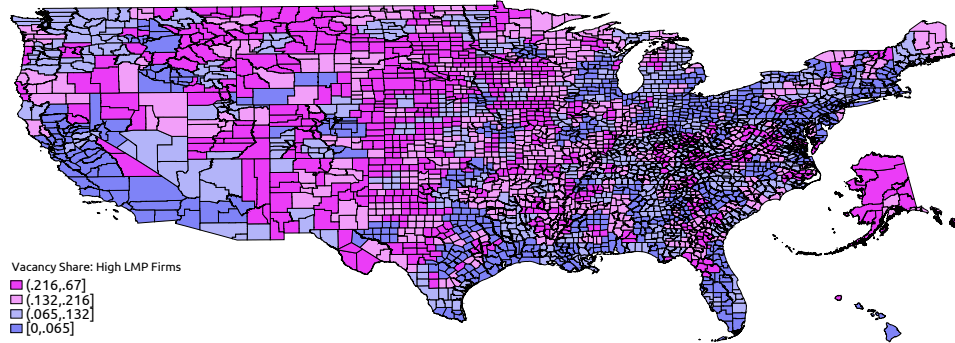 Vacancy Share: High LMP Firms
(.216,.67]
(.132,.216]
(.065,.132]
[0,.065]